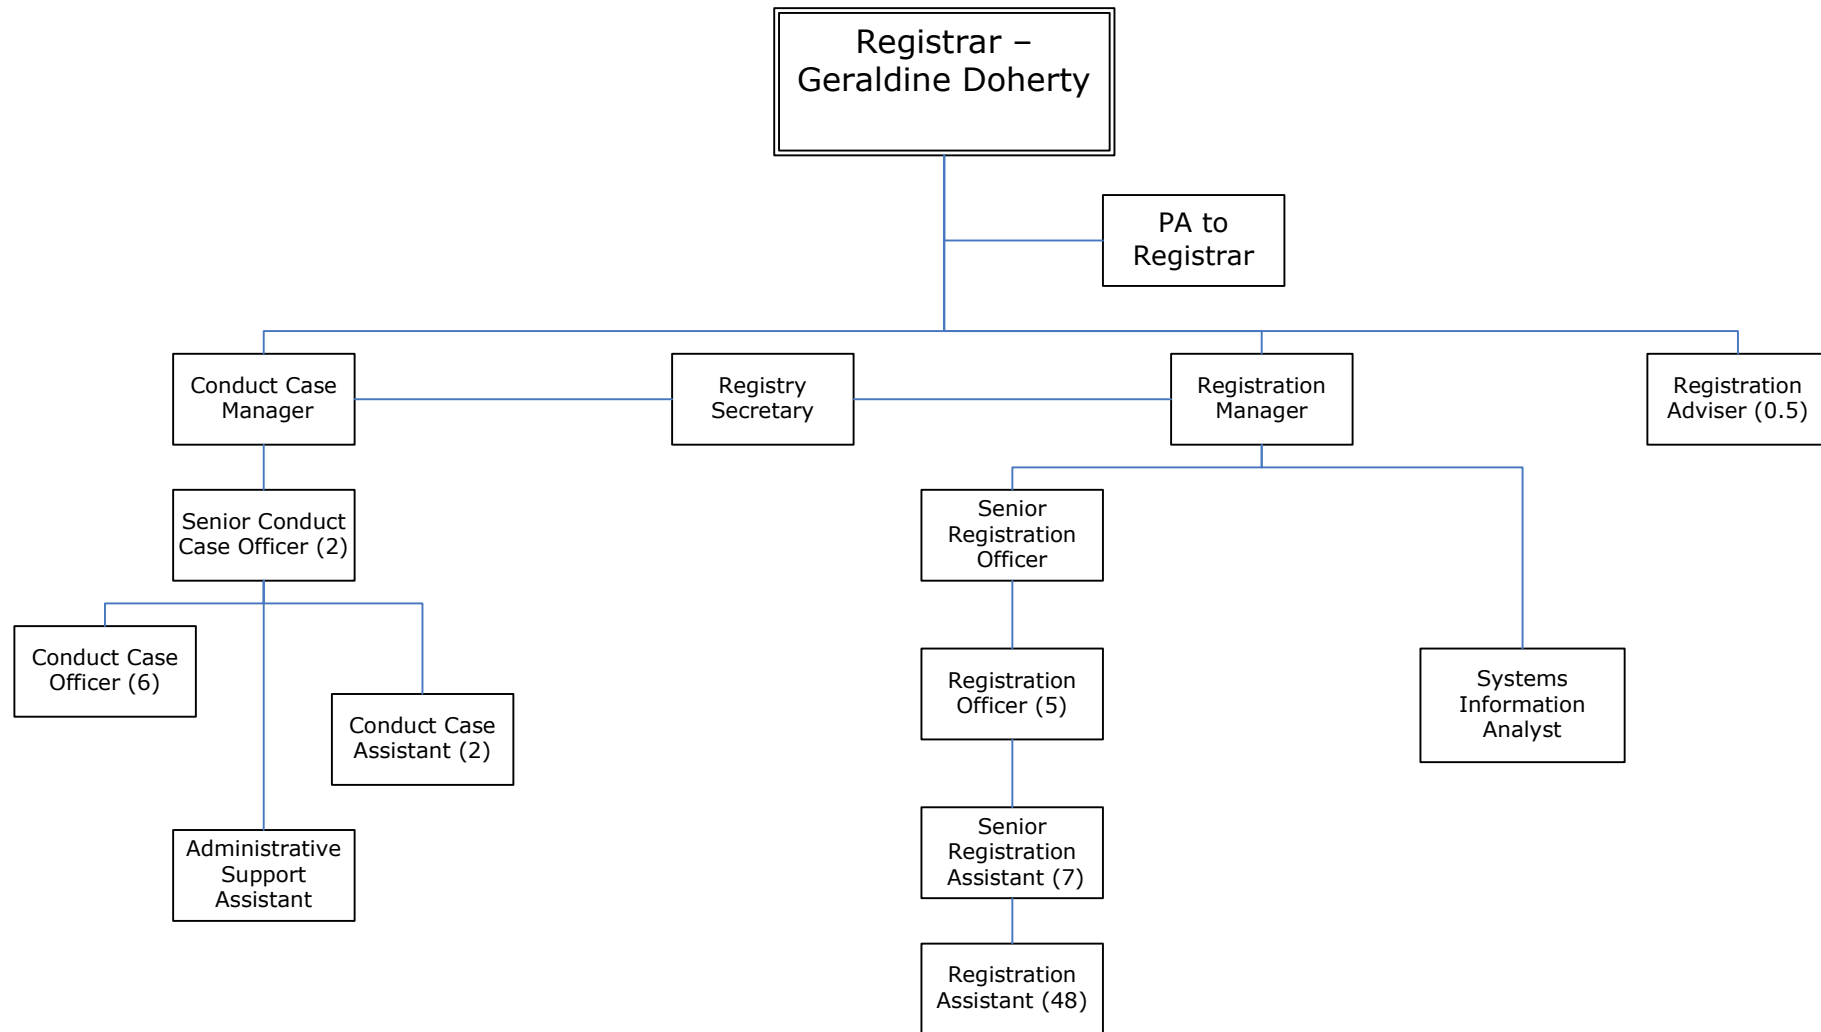 Registrar –
Geraldine Doherty
PA to
Registrar
Conduct Case
Manager
Registry
Secretary
Registration
Manager
Registration
Adviser (0.5)
Senior Conduct
Case Officer (2)
Senior
Registration
Officer
Conduct Case
Officer (6)
Conduct Case
Assistant (2)
Registration
Officer (5)
Systems
Information
Analyst
Administrative
Support
Assistant
Senior
Registration
Assistant (7)
Registration
Assistant (48)